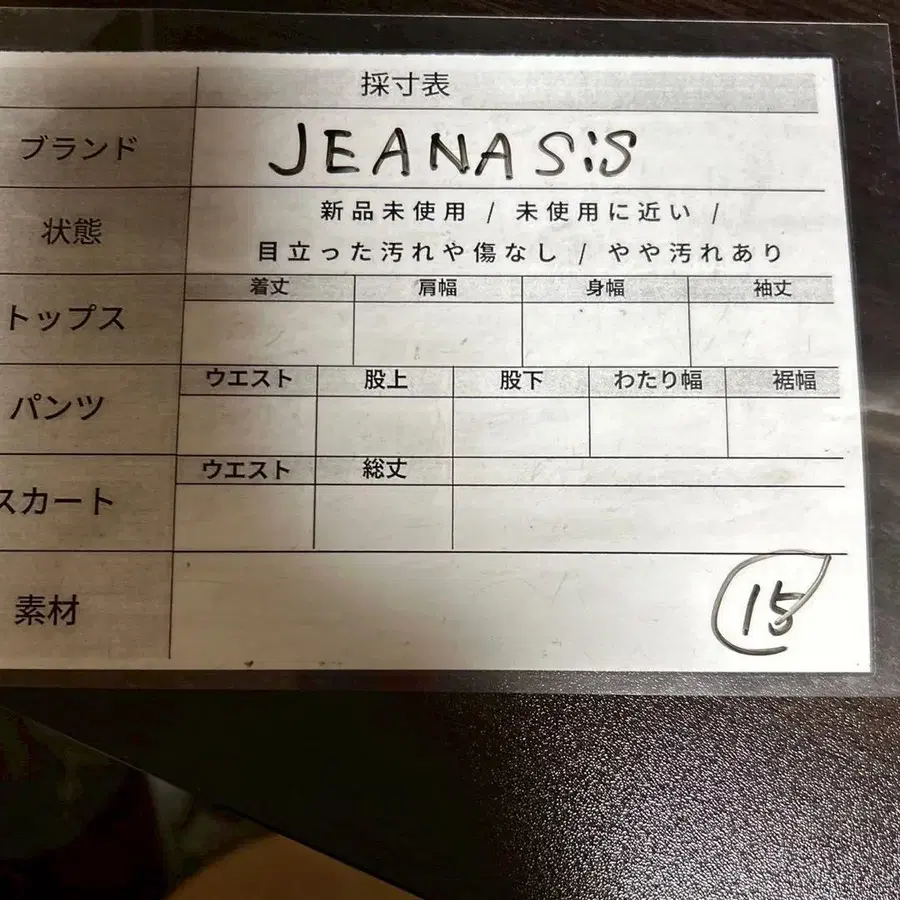 採寸表
ブランド JEANASiS
状態 新品未使用 / 未使用に近い /
目立った汚れや傷なし / やや汚れあり
トップス 着丈 肩幅 身幅 袖丈
パンツ ウエスト 股上 股下 わたり幅 裾幅
スカート ウエスト 総丈
素材
15